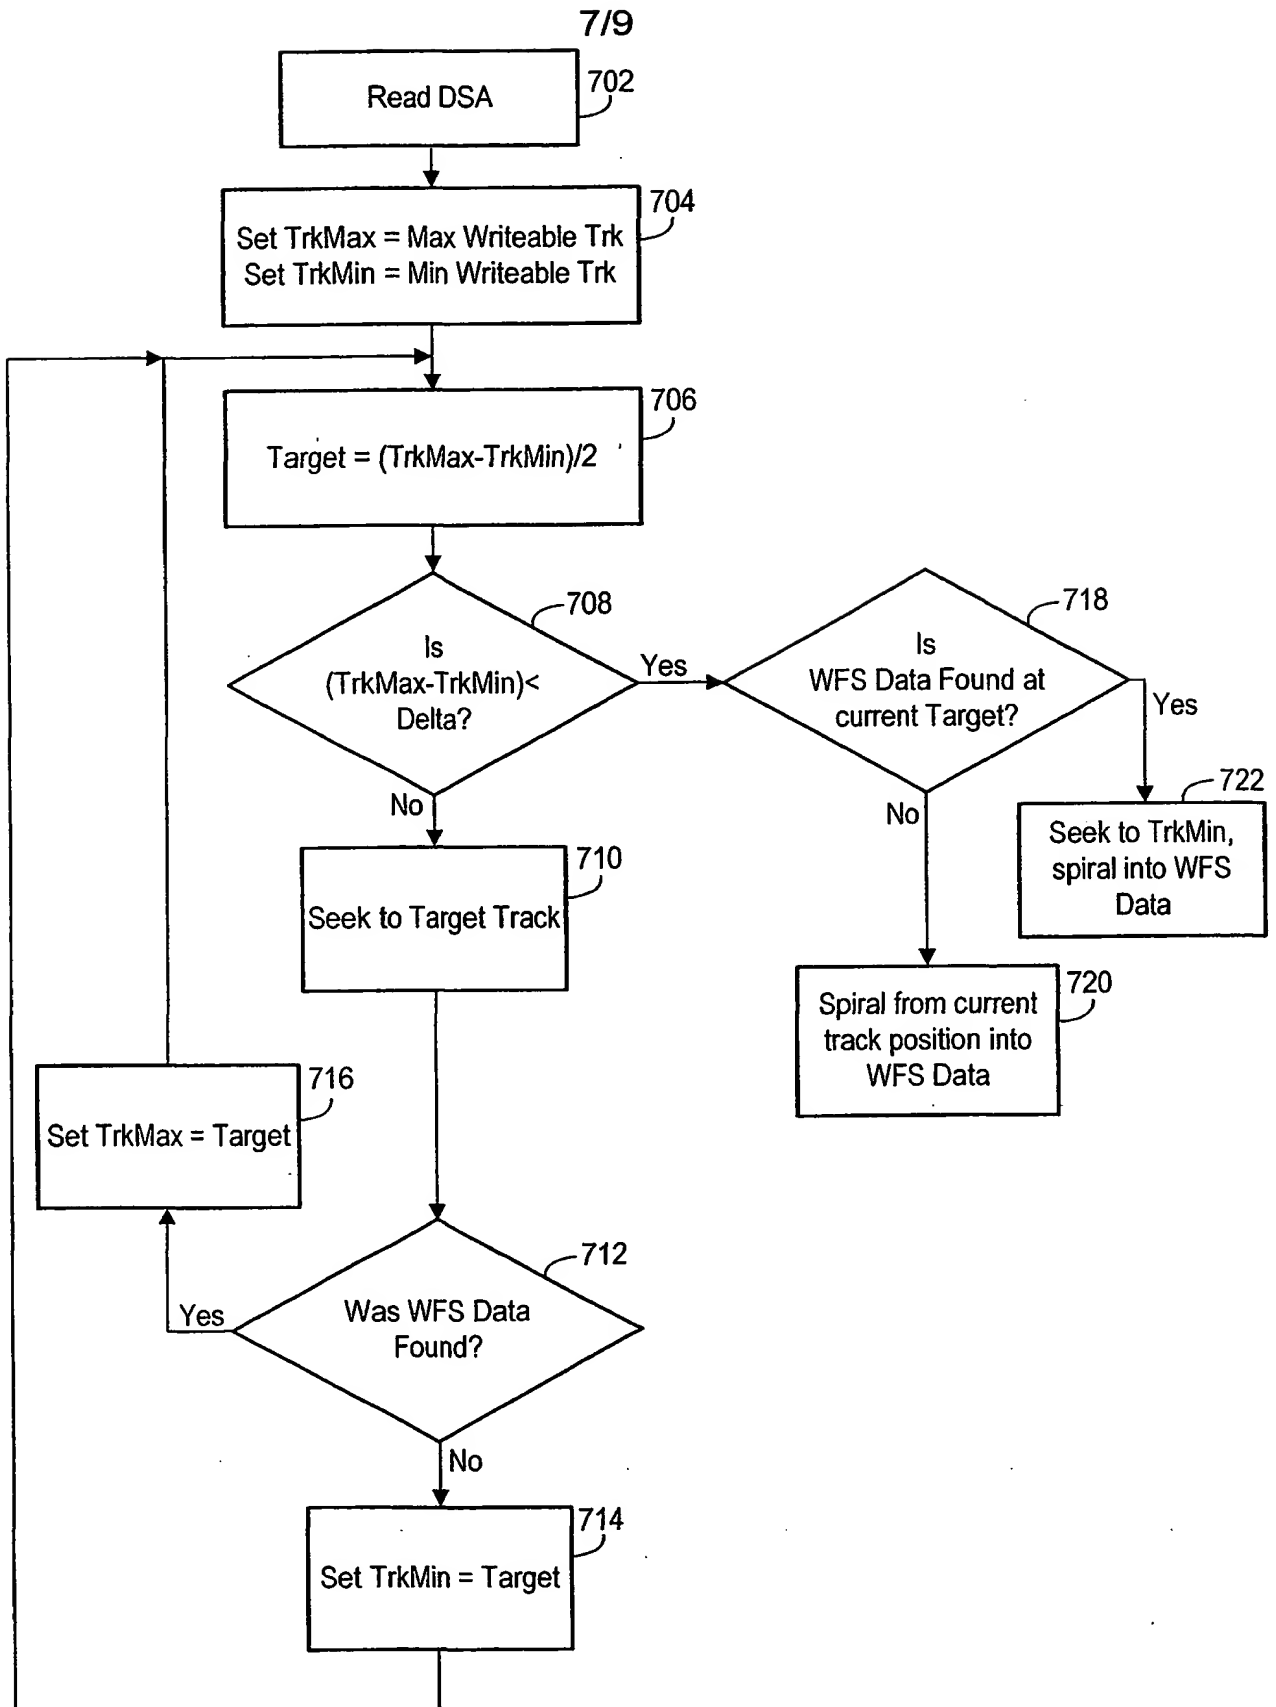 7/9
Read DSA
702
704
Set TrkMax = Max Writeable Trk
Set TrkMin = Min Writeable Trk
706
Target = (TrkMax-TrkMin)/2
708
Is
(TrkMax-TrkMin)<
Delta?
Yes
No
718
Is
WFS Data Found at
current Target?
Yes
No
722
Seek to TrkMin,
spiral into WFS
Data
710
Seek to Target Track
720
Spiral from current
track position into
WFS Data
716
Set TrkMax = Target
712
Was WFS Data
Found?
Yes
No
714
Set TrkMin = Target